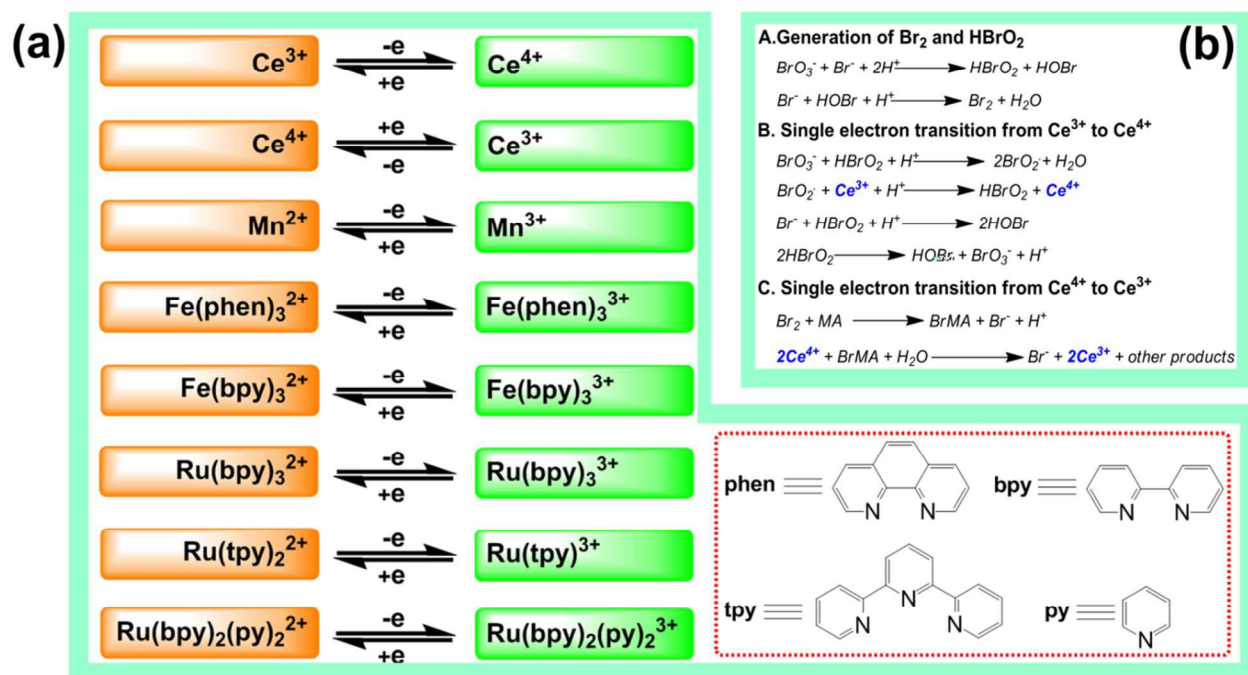 (a)
Ce³⁺ -e +e Ce⁴⁺
Ce⁴⁺ +e -e Ce³⁺
Mn²⁺ -e +e Mn³⁺
Fe(phen)₃²⁺ -e +e Fe(phen)₃³⁺
Fe(bpy)₃²⁺ -e +e Fe(bpy)₃³⁺
Ru(bpy)₃²⁺ -e +e Ru(bpy)₃³⁺
Ru(tpy)₂²⁺ -e +e Ru(tpy)³⁺
Ru(bpy)₂(py)₂²⁺ -e +e Ru(bpy)₂(py)₂³⁺
(b)
A.Generation of Br₂ and HBrO₂
BrO₃⁻ + Br⁻ + 2H⁺ → HBrO₂ + HOBr
Br⁻ + HOBr + H⁺ → Br₂ + H₂O
B. Single electron transition from Ce³⁺ to Ce⁴⁺
BrO₃⁻ + HBrO₂ + H⁺ → 2BrO₂· + H₂O
BrO₂· + Ce³⁺ + H⁺ → HBrO₂ + Ce⁴⁺
Br⁻ + HBrO₂ + H⁺ → 2HOBr
2HBrO₂ → HOBr + BrO₃⁻ + H⁺
C. Single electron transition from Ce⁴⁺ to Ce³⁺
Br₂ + MA → BrMA + Br⁻ + H⁺
2Ce⁴⁺ + BrMA + H₂O → Br⁻ + 2Ce³⁺ + other products
phen N N
bpy N N
tpy N N N
py N